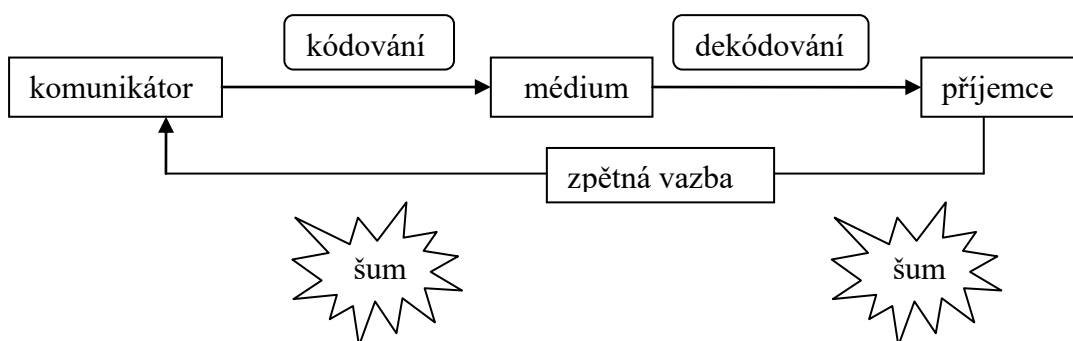 kódování
dekódování
komunikátor
médium
příjemce
zpětná vazba
šum
šum